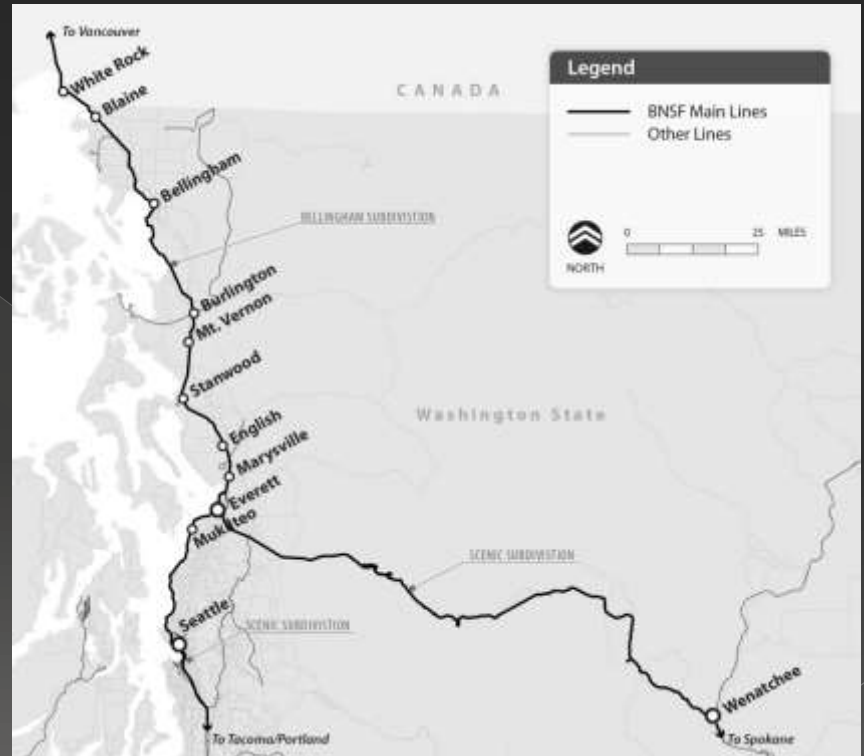 To Vancouver
White Rock
Blaine
CANADA
Legend
BNSF Main Lines
Other Lines
0 25 MILES
NORTH
Bellingham
BELLINGHAM SUBDIVISION
Burlington
Mt. Vernon
Stanwood
Washington State
English
Marysville
Everett
Mukilteo
SCENIC SUBDIVISION
Seattle
SCENIC SUBDIVISION
Wenatchee
To Tacoma/Portland
To Spokane